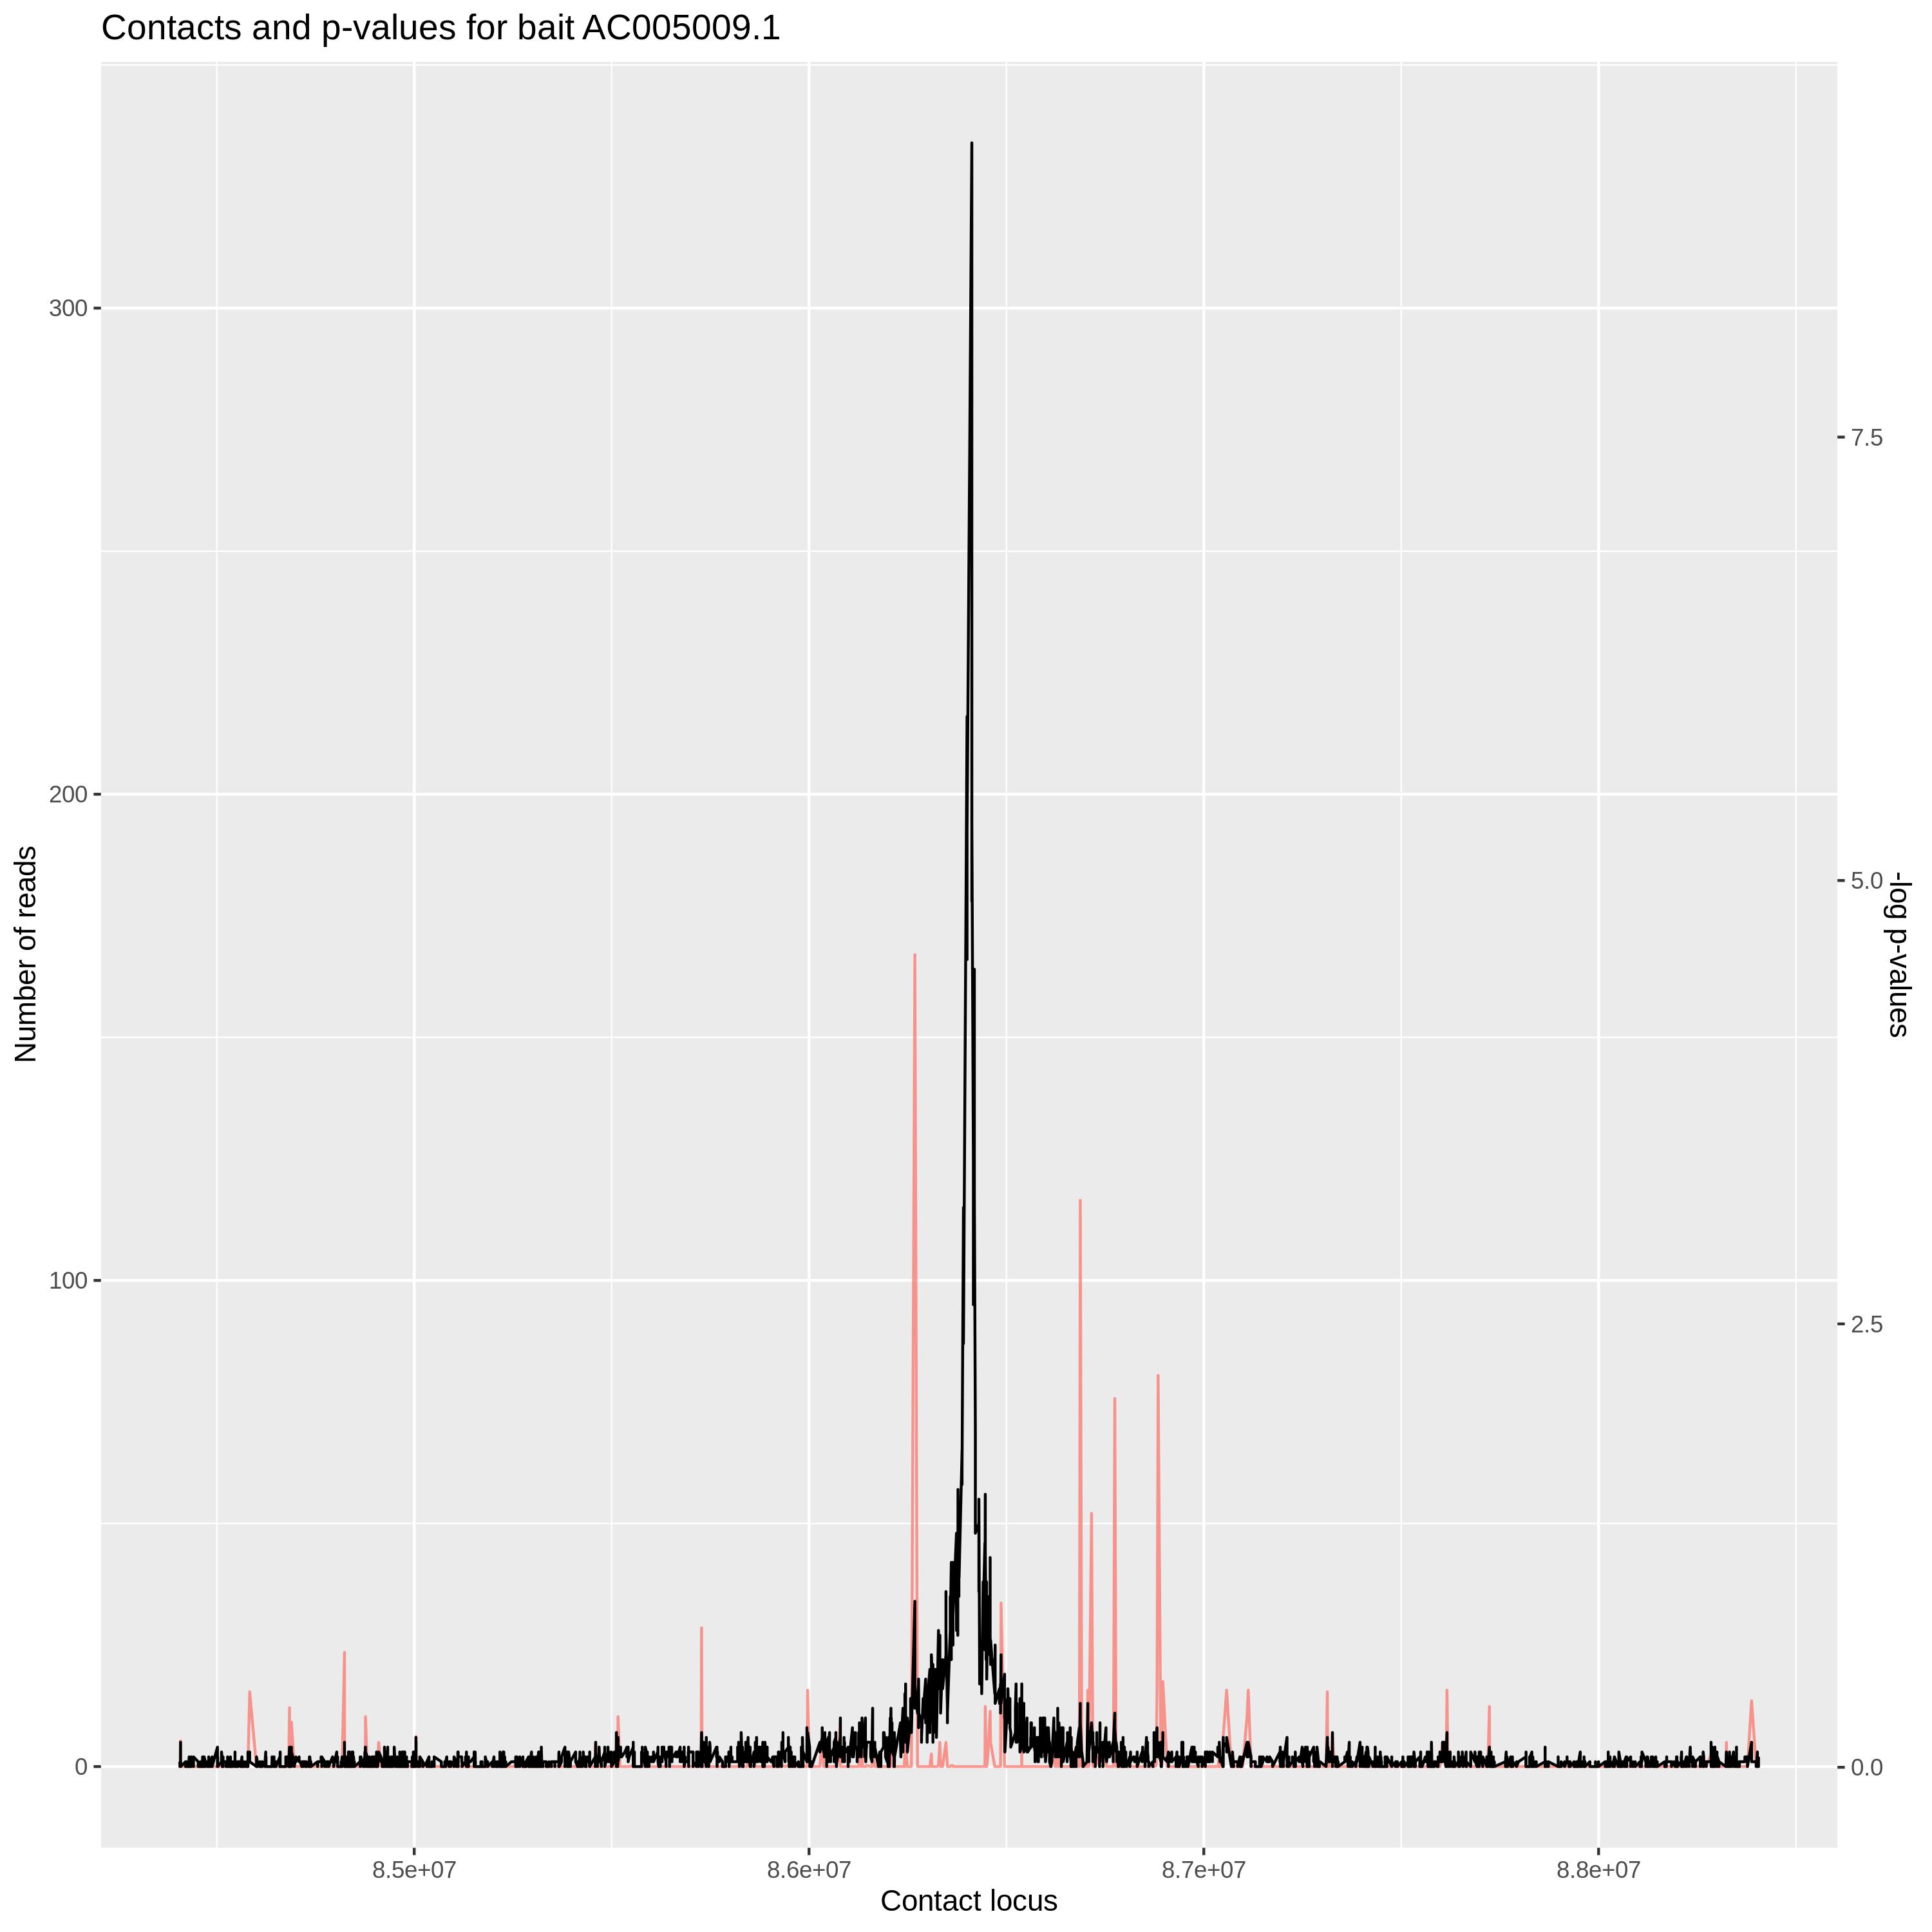 Contacts and p-values for bait AC005009.1
300
200
100
0
Number of reads
7.5
5.0
2.5
0.0
-log p-values
8.5e+07
8.6e+07
8.7e+07
8.8e+07
Contact locus